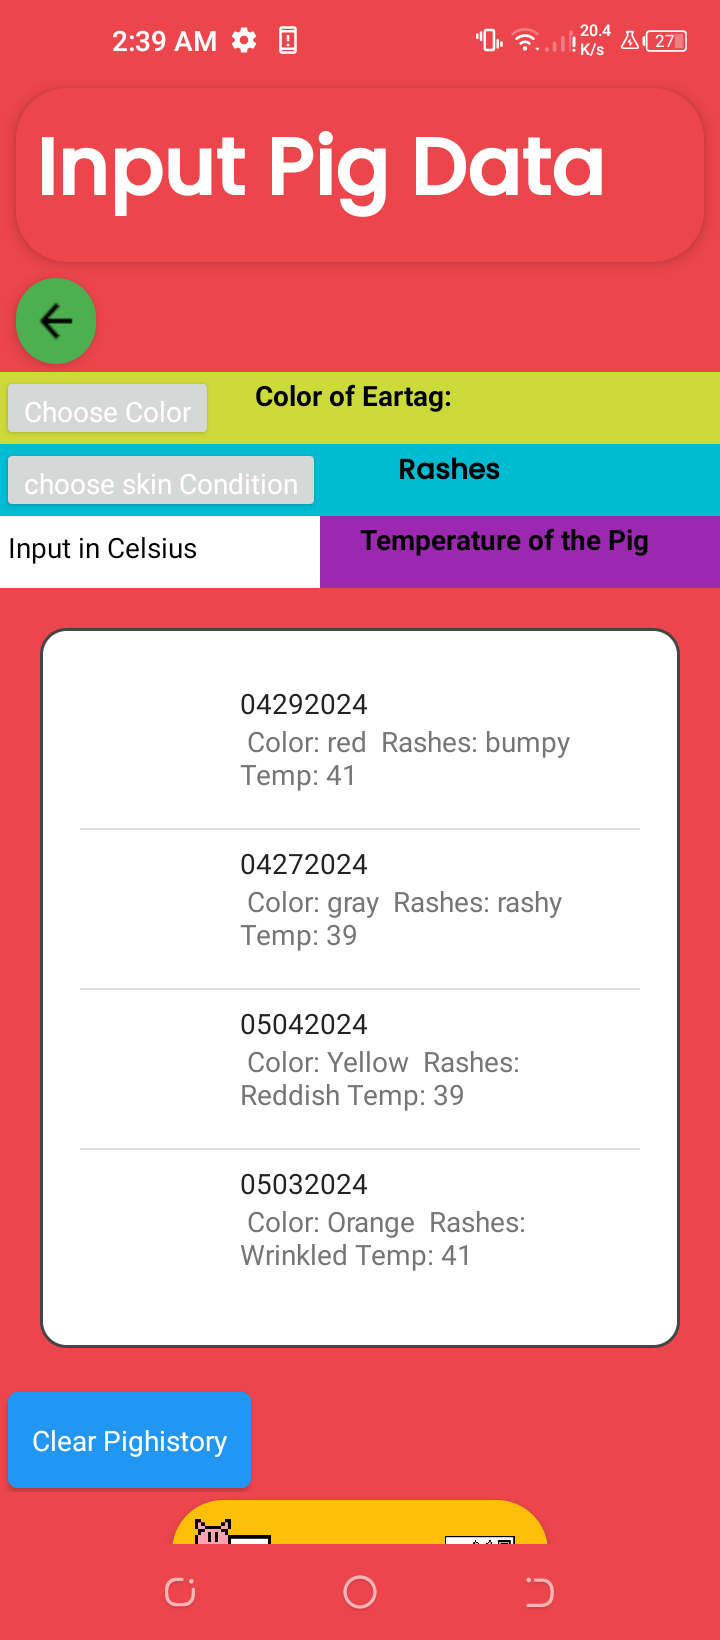 2:39 AM 20.4 K/s 27
Input Pig Data
Choose Color Color of Eartag:
choose skin Condition Rashes
Input in Celsius Temperature of the Pig
04292024
Color: red Rashes: bumpy
Temp: 41
04272024
Color: gray Rashes: rashy
Temp: 39
05042024
Color: Yellow Rashes:
Reddish Temp: 39
05032024
Color: Orange Rashes:
Wrinkled Temp: 41
Clear Pighistory